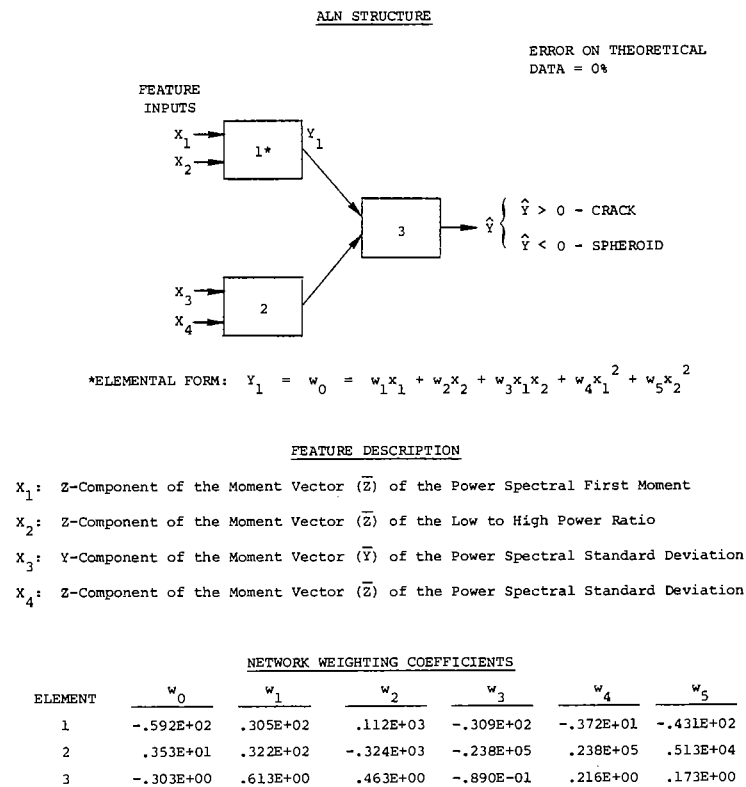 ALN STRUCTURE
ERROR ON THEORETICAL
DATA = 0%
FEATURE
INPUTS
X1
X2
1*
Y1
3
Ŷ
Ŷ > 0 - CRACK
Ŷ < 0 - SPHEROID
X3
X4
2
*ELEMENTAL FORM: Y1 = w0 = w1x1 + w2x2 + w3x1x2 + w4x1² + w5x2²
FEATURE DESCRIPTION
X1: Z-Component of the Moment Vector (Z̅) of the Power Spectral First Moment
X2: Z-Component of the Moment Vector (Z̅) of the Low to High Power Ratio
X3: Y-Component of the Moment Vector (Y̅) of the Power Spectral Standard Deviation
X4: Z-Component of the Moment Vector (Z̅) of the Power Spectral Standard Deviation
NETWORK WEIGHTING COEFFICIENTS
ELEMENT w0 w1 w2 w3 w4 w5
1 -.592E+02 .305E+02 .112E+03 -.309E+02 -.372E+01 -.431E+02
2 .353E+01 .322E+02 -.324E+03 -.238E+05 .238E+05 .513E+04
3 -.303E+00 .613E+00 .463E+00 -.890E-01 .216E+00 .173E+00